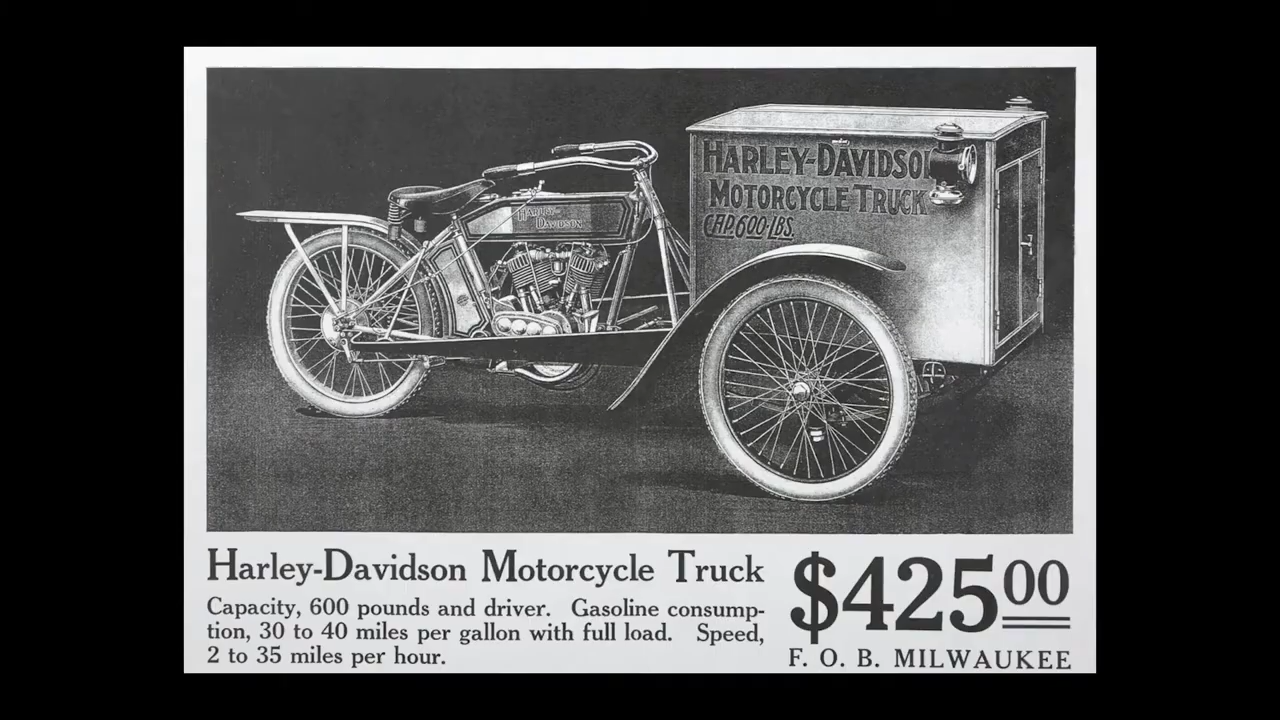 HARLEY-DAVIDSO
MOTORCYCLE TRUCK
CAP. 600-LBS.
HARLEY-
DAVIDSON
Harley-Davidson Motorcycle Truck
Capacity, 600 pounds and driver. Gasoline consump-
tion, 30 to 40 miles per gallon with full load. Speed,
2 to 35 miles per hour.
$425.00
F. O. B. MILWAUKEE